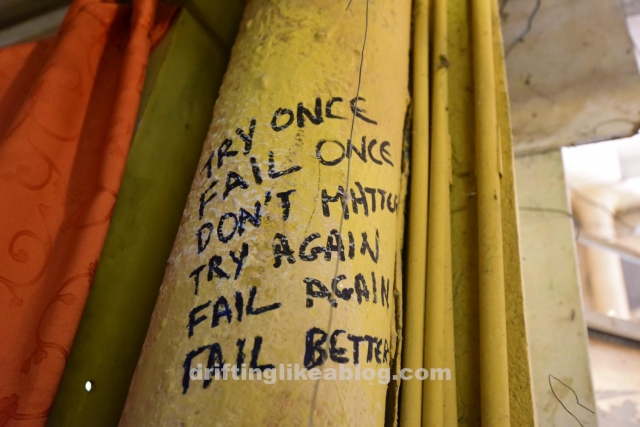 TRY ONCE
FAIL ONCE
DON'T MATTER
TRY AGAIN
FAIL AGAIN
FAIL BETTER
driftinglikeablog.com